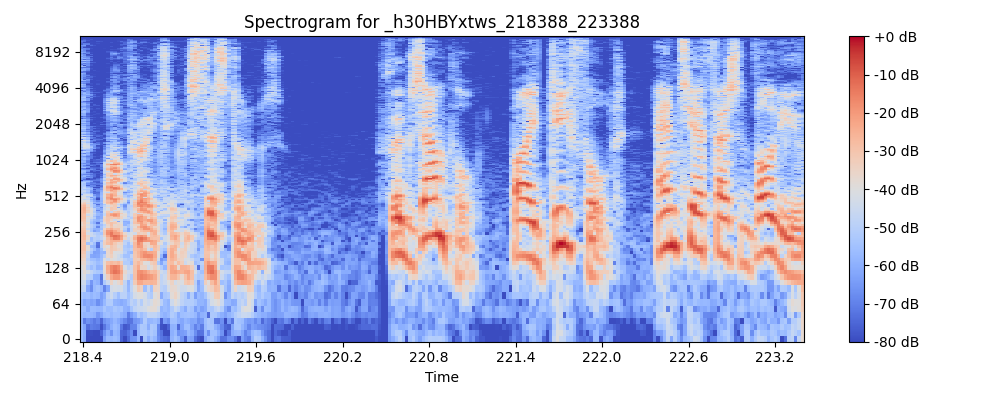 Spectrogram for _h30HBYxtws_218388_223388
8192
4096
2048
1024
512
256
128
64
0
Hz
218.4 219.0 219.6 220.2 220.8 221.4 222.0 222.6 223.2
Time
+0 dB
-10 dB
-20 dB
-30 dB
-40 dB
-50 dB
-60 dB
-70 dB
-80 dB